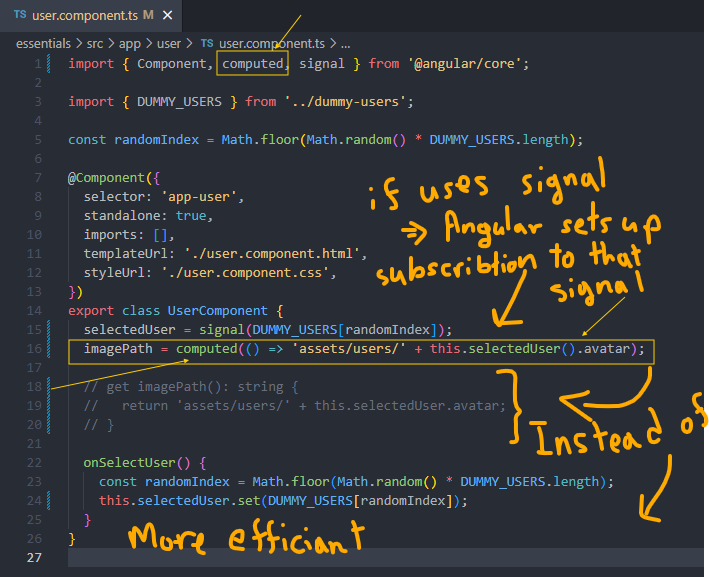 TS user.component.ts M ×
essentials > src > app > user > TS user.component.ts > ...
1 import { Component, computed, signal } from '@angular/core';
2
3 import { DUMMY_USERS } from '../dummy-users';
4
5 const randomIndex = Math.floor(Math.random() * DUMMY_USERS.length);
6
7 @Component({
8 selector: 'app-user',
9 standalone: true,
10 imports: [],
11 templateUrl: './user.component.html',
12 styleUrl: './user.component.css',
13 })
14 export class UserComponent {
15 selectedUser = signal(DUMMY_USERS[randomIndex]);
16 imagePath = computed(() => 'assets/users/' + this.selectedUser().avatar);
17
18 // get imagePath(): string {
19 //   return 'assets/users/' + this.selectedUser.avatar;
20 // }
21
22 onSelectUser() {
23 const randomIndex = Math.floor(Math.random() * DUMMY_USERS.length);
24 this.selectedUser.set(DUMMY_USERS[randomIndex]);
25 }
26 }
27
if uses signal
=> Angular sets up
subscribtion to that
signal
Instead of
More efficiant